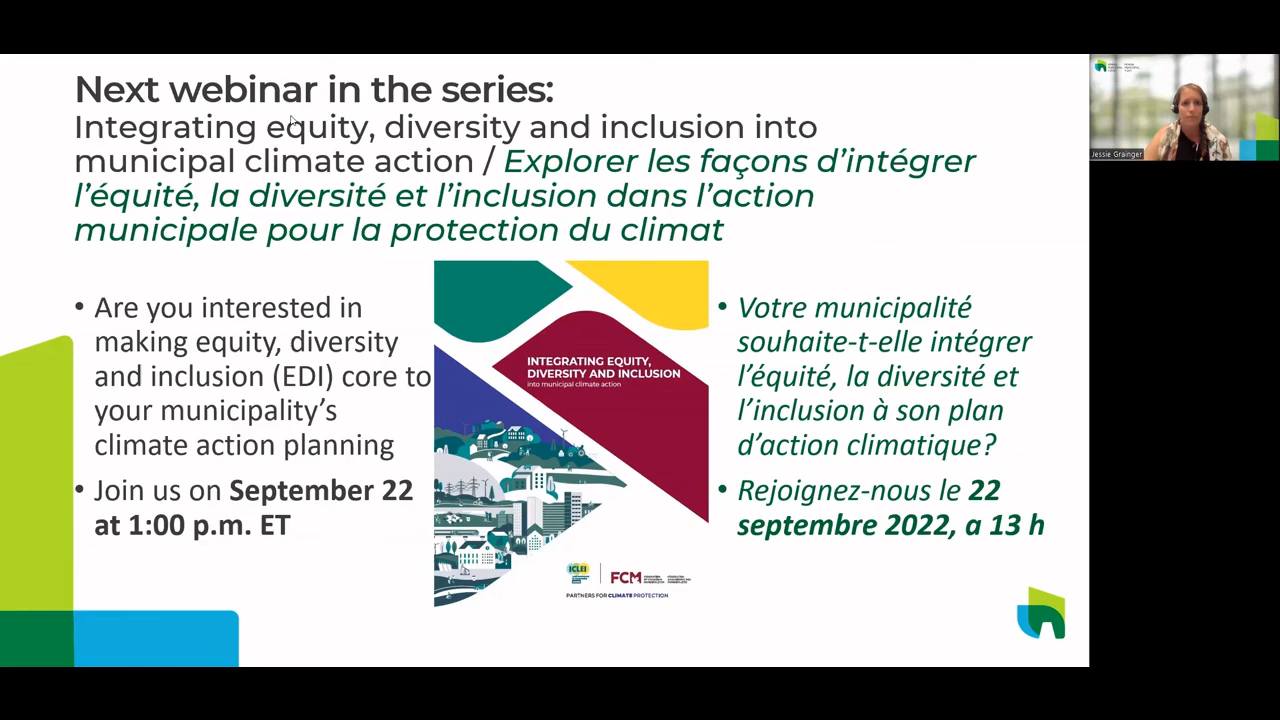 Next webinar in the series:
Integrating equity, diversity and inclusion into
municipal climate action / Explorer les façons d'intégrer
l'équité, la diversité et l'inclusion dans l'action
municipale pour la protection du climat
• Are you interested in
making equity, diversity
and inclusion (EDI) core to
your municipality's
climate action planning
• Join us on September 22
at 1:00 p.m. ET
INTEGRATING EQUITY,
DIVERSITY AND INCLUSION
into municipal climate action
ICLEI
FCM
PARTNERS FOR CLIMATE PROTECTION
• Votre municipalité
souhaite-t-elle intégrer
l'équité, la diversité et
l'inclusion à son plan
d'action climatique?
• Rejoignez-nous le 22
septembre 2022, a 13 h
Jessie Grainger